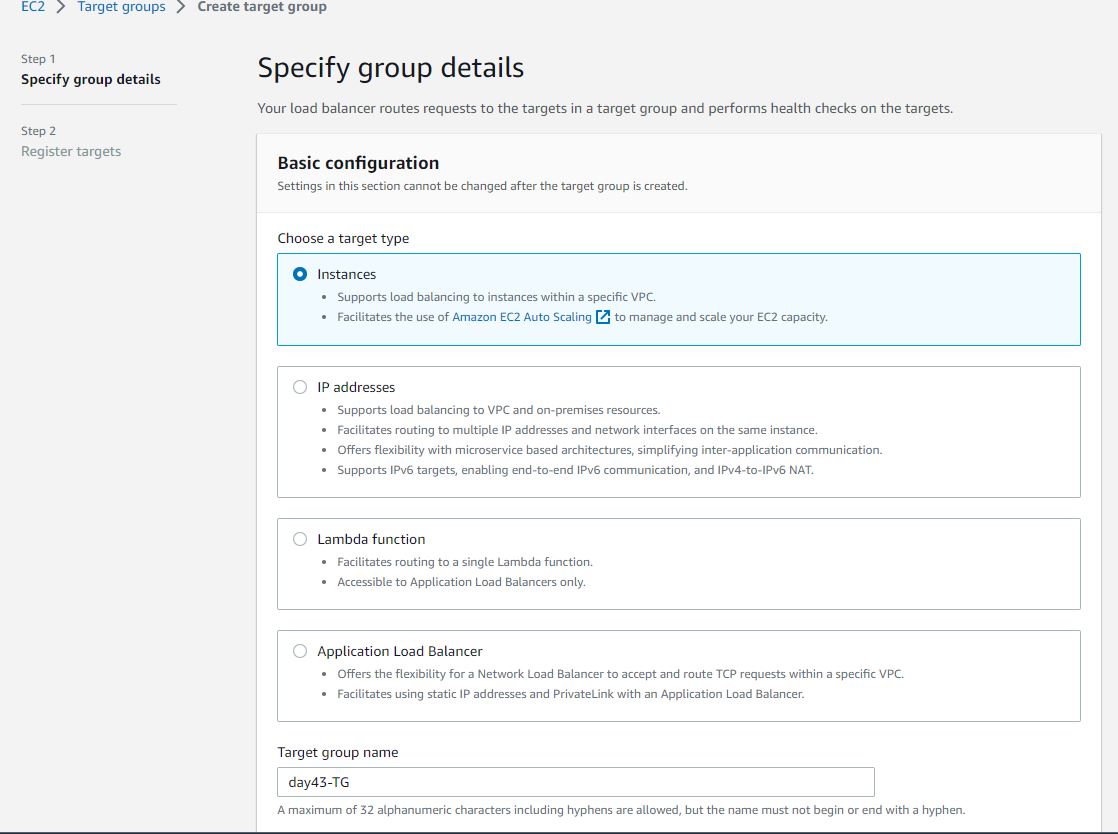 EC2 > Target groups > Create target group
Step 1
Specify group details
Step 2
Register targets
Specify group details
Your load balancer routes requests to the targets in a target group and performs health checks on the targets.
Basic configuration
Settings in this section cannot be changed after the target group is created.
Choose a target type
Instances
• Supports load balancing to instances within a specific VPC.
• Facilitates the use of Amazon EC2 Auto Scaling to manage and scale your EC2 capacity.
IP addresses
• Supports load balancing to VPC and on-premises resources.
• Facilitates routing to multiple IP addresses and network interfaces on the same instance.
• Offers flexibility with microservice based architectures, simplifying inter-application communication.
• Supports IPv6 targets, enabling end-to-end IPv6 communication, and IPv4-to-IPv6 NAT.
Lambda function
• Facilitates routing to a single Lambda function.
• Accessible to Application Load Balancers only.
Application Load Balancer
• Offers the flexibility for a Network Load Balancer to accept and route TCP requests within a specific VPC.
• Facilitates using static IP addresses and PrivateLink with an Application Load Balancer.
Target group name
day43-TG
A maximum of 32 alphanumeric characters including hyphens are allowed, but the name must not begin or end with a hyphen.